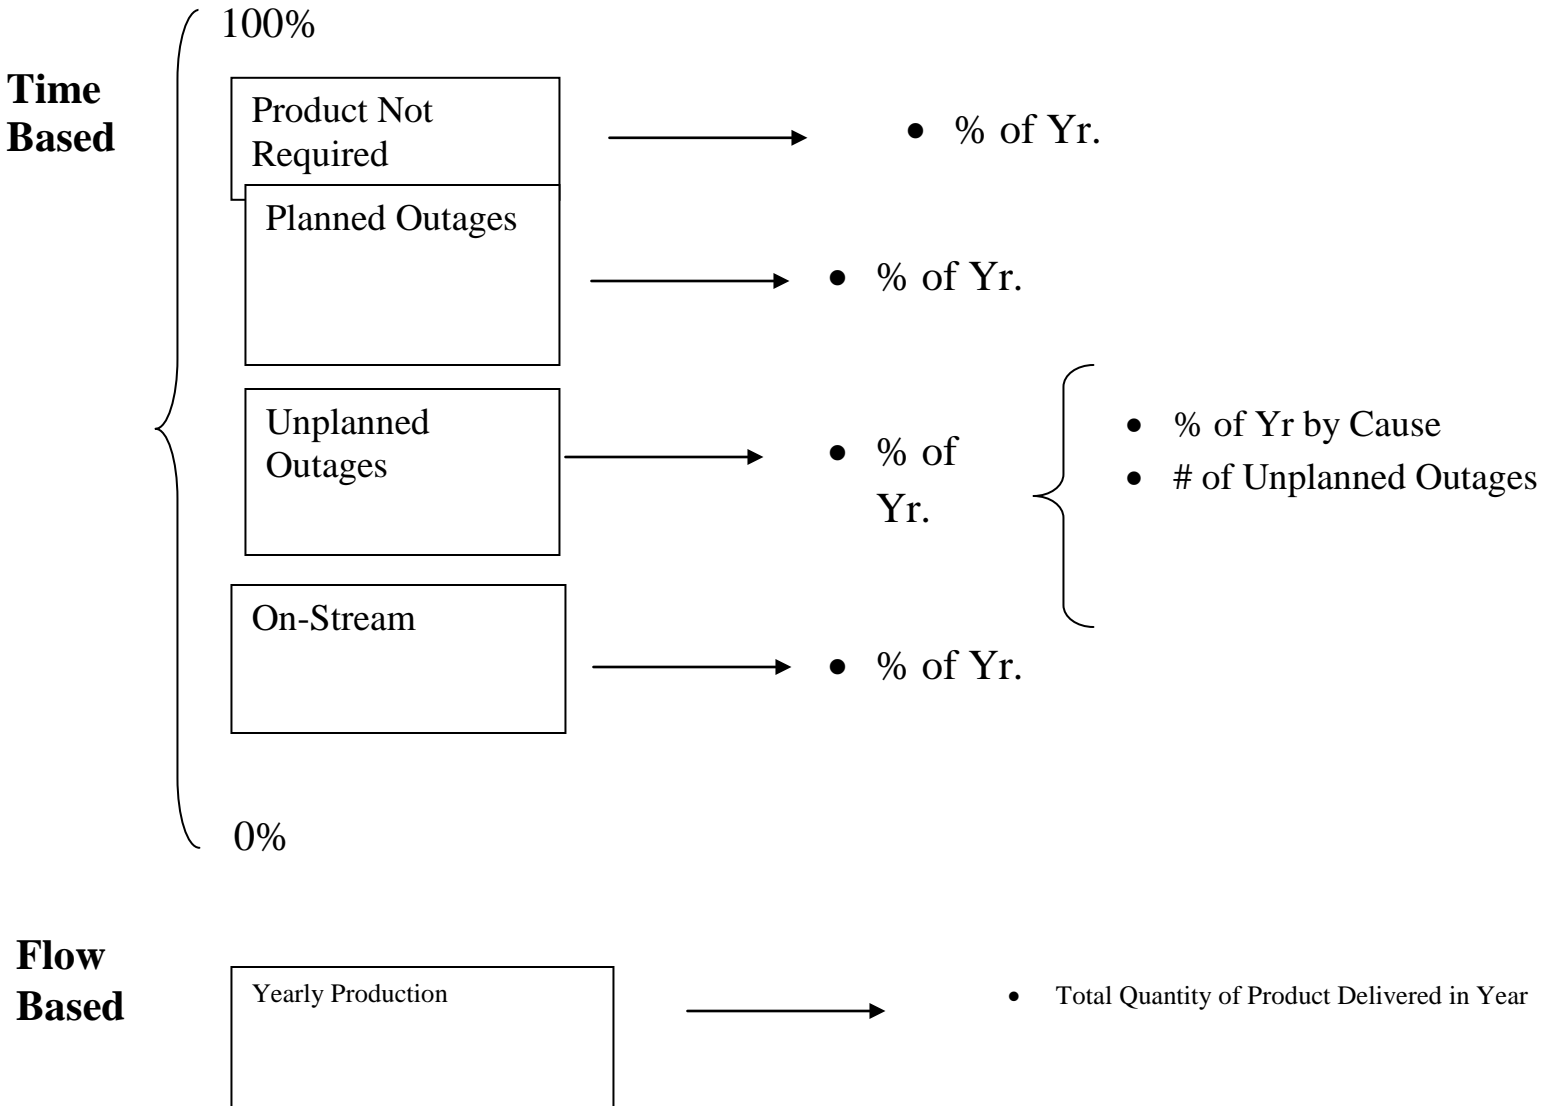 100%
Time
Based
Product Not
Required
• % of Yr.
Planned Outages
• % of Yr.
Unplanned
Outages
• % of
Yr.
• % of Yr by Cause
• # of Unplanned Outages
On-Stream
• % of Yr.
0%
Flow
Based
Yearly Production
• Total Quantity of Product Delivered in Year